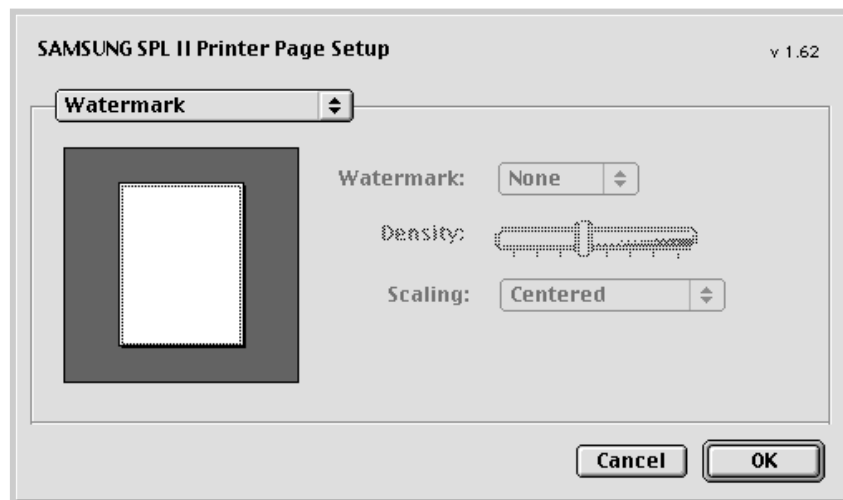 SAMSUNG SPL II Printer Page Setup v 1.62
Watermark
Watermark: None
Density:
Scaling: Centered
Cancel OK